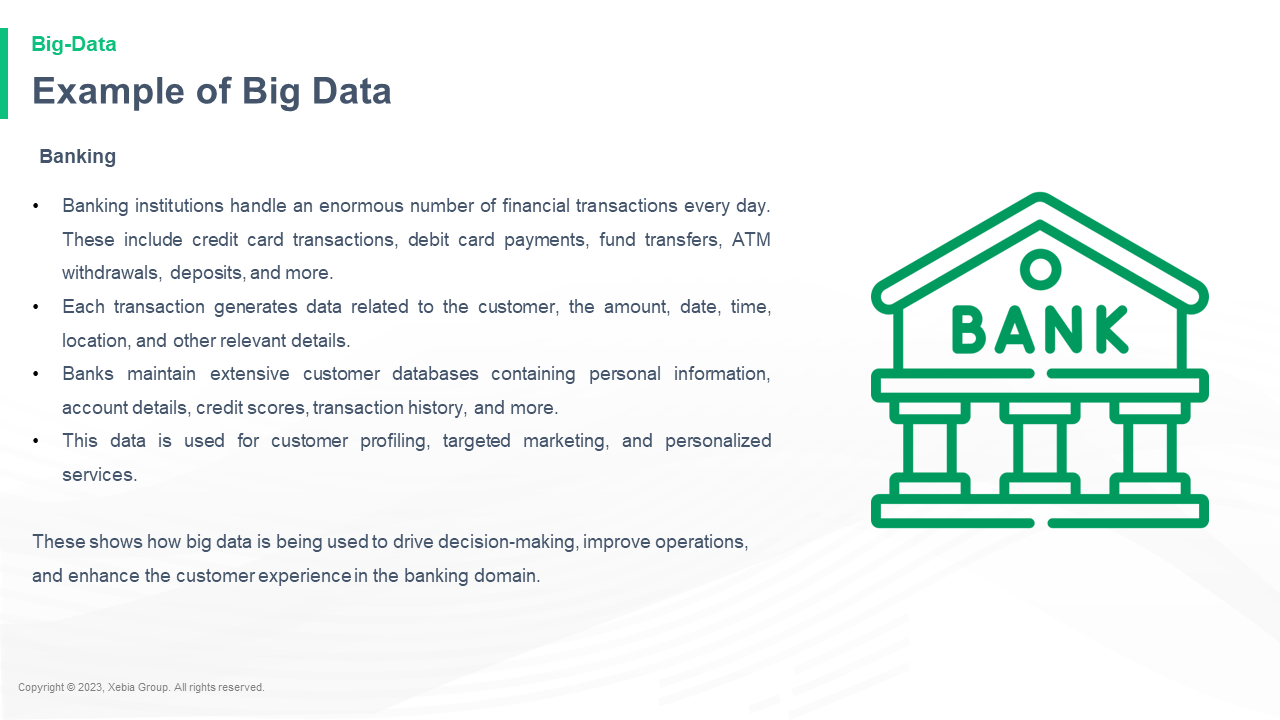 Big-Data
Example of Big Data
Banking
• Banking institutions handle an enormous number of financial transactions every day.
These include credit card transactions, debit card payments, fund transfers, ATM
withdrawals, deposits, and more.
• Each transaction generates data related to the customer, the amount, date, time,
location, and other relevant details.
• Banks maintain extensive customer databases containing personal information,
account details, credit scores, transaction history, and more.
• This data is used for customer profiling, targeted marketing, and personalized
services.
These shows how big data is being used to drive decision-making, improve operations,
and enhance the customer experience in the banking domain.
BANK
Copyright © 2023, Xebia Group. All rights reserved.